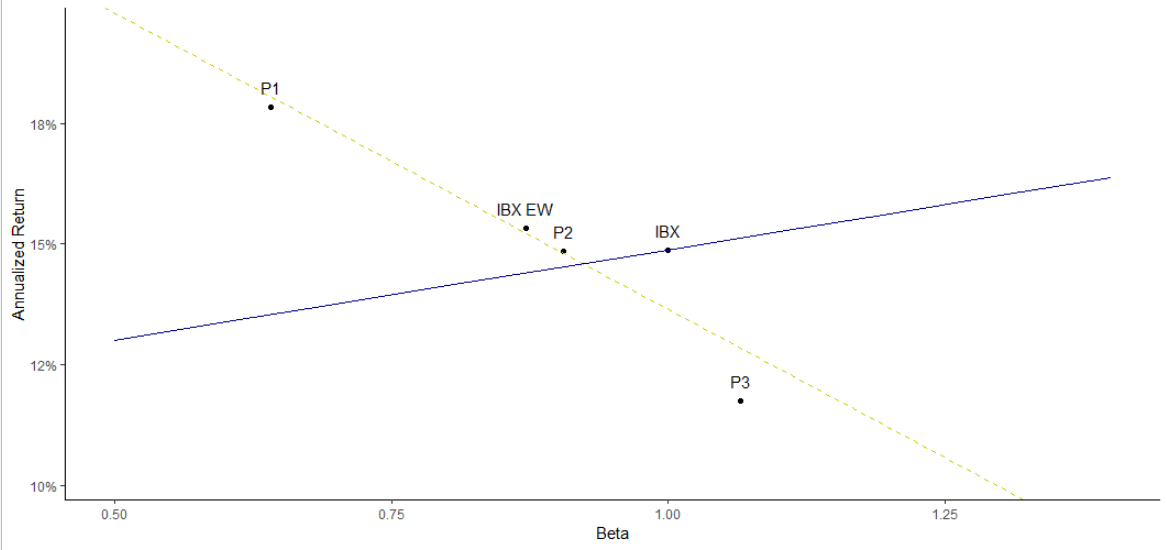 P1
18%
IBX EW
P2
IBX
15%
Annualized Return
12%
P3
10%
0.50
0.75
1.00
1.25
Beta